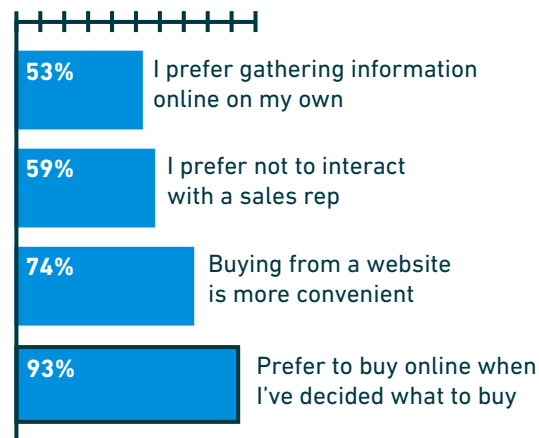 53%
I prefer gathering information
online on my own
59%
I prefer not to interact
with a sales rep
74%
Buying from a website
is more convenient
93%
Prefer to buy online when
I've decided what to buy